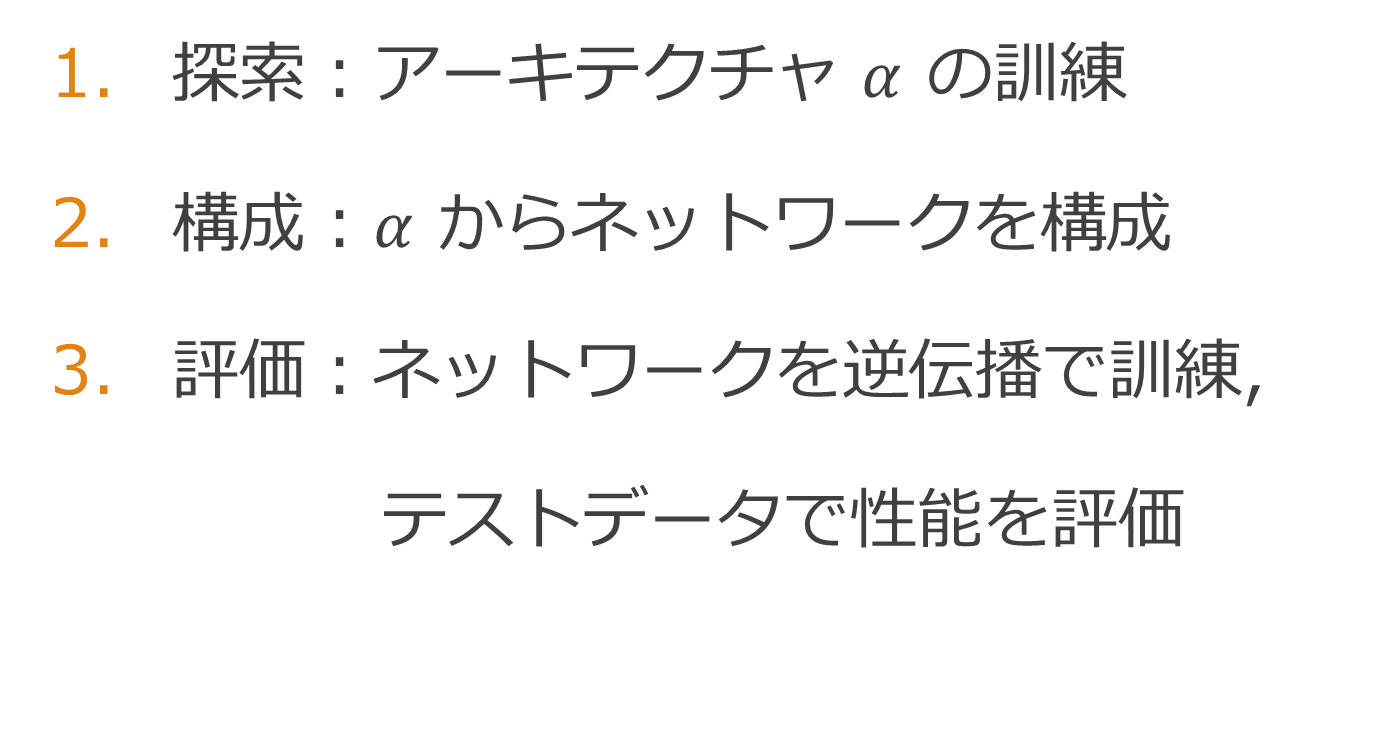 1. 探索：アーキテクチャ α の訓練
2. 構成：α からネットワークを構成
3. 評価：ネットワークを逆伝播で訓練,
テストデータで性能を評価